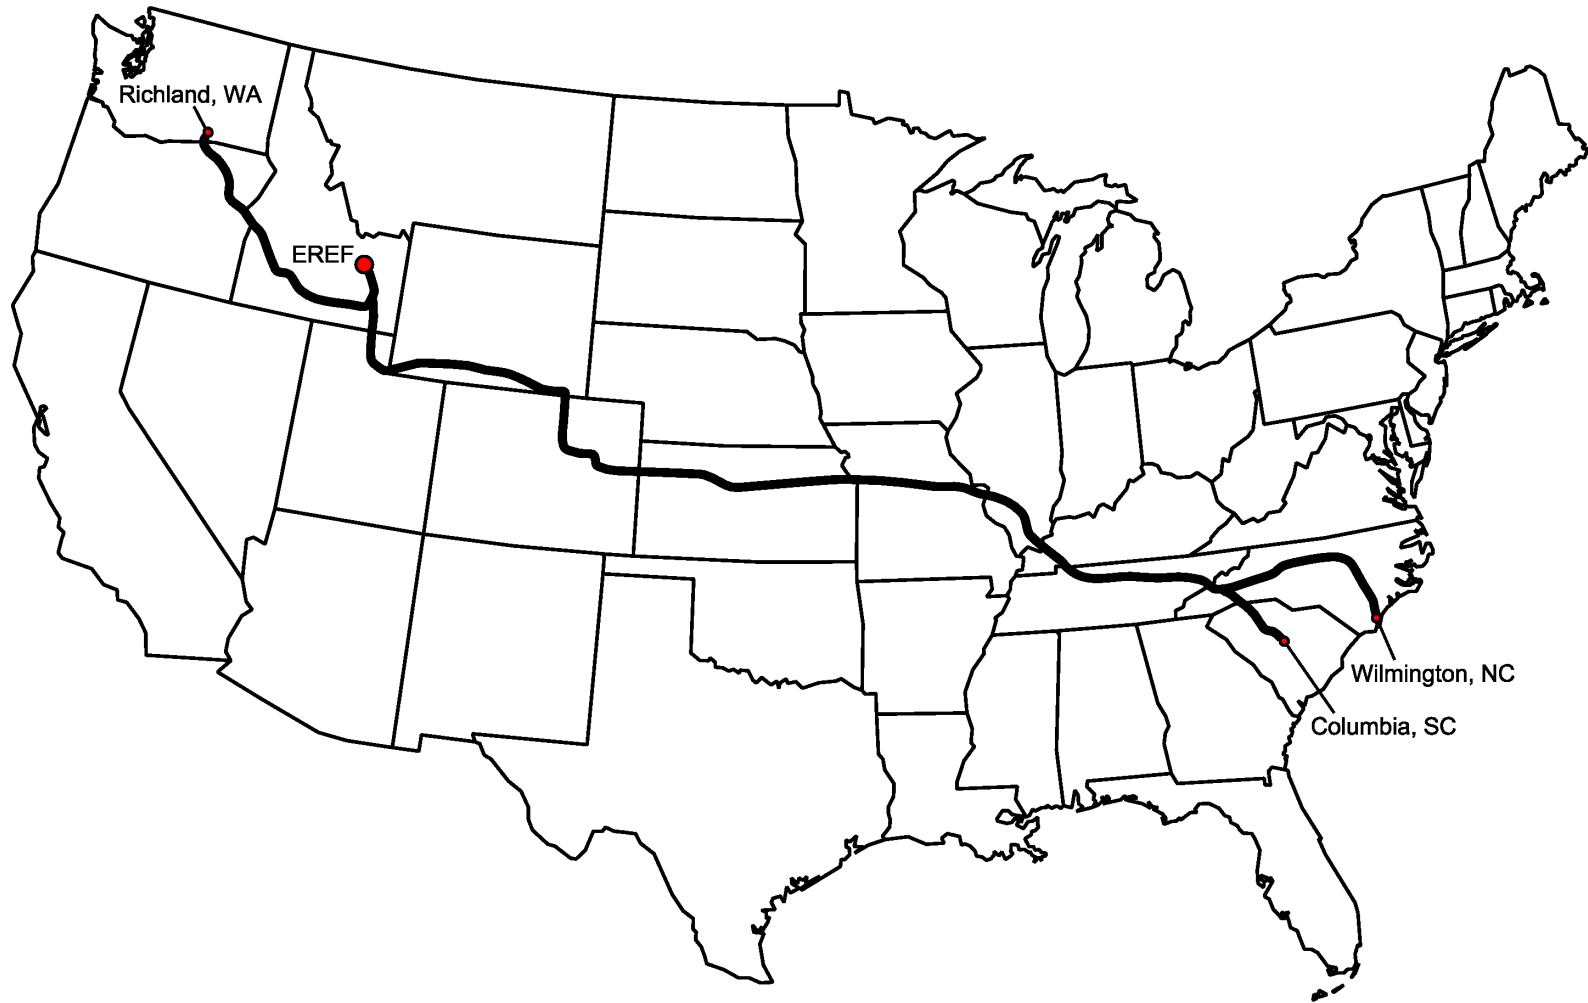 Richland, WA
EREF
Wilmington, NC
Columbia, SC